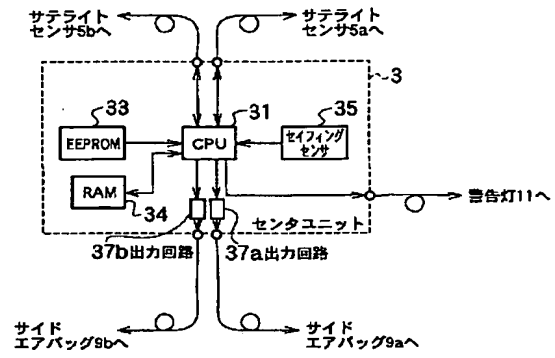 サテライト
センサ5bへ
サテライト
センサ5aへ
3
33
31
35
EEPROM
CPU
セイフィング
センサ
RAM
34
警告灯11へ
センタユニット
37b出力回路
37a出力回路
サイド
エアバッグ9bへ
サイド
エアバッグ9aへ